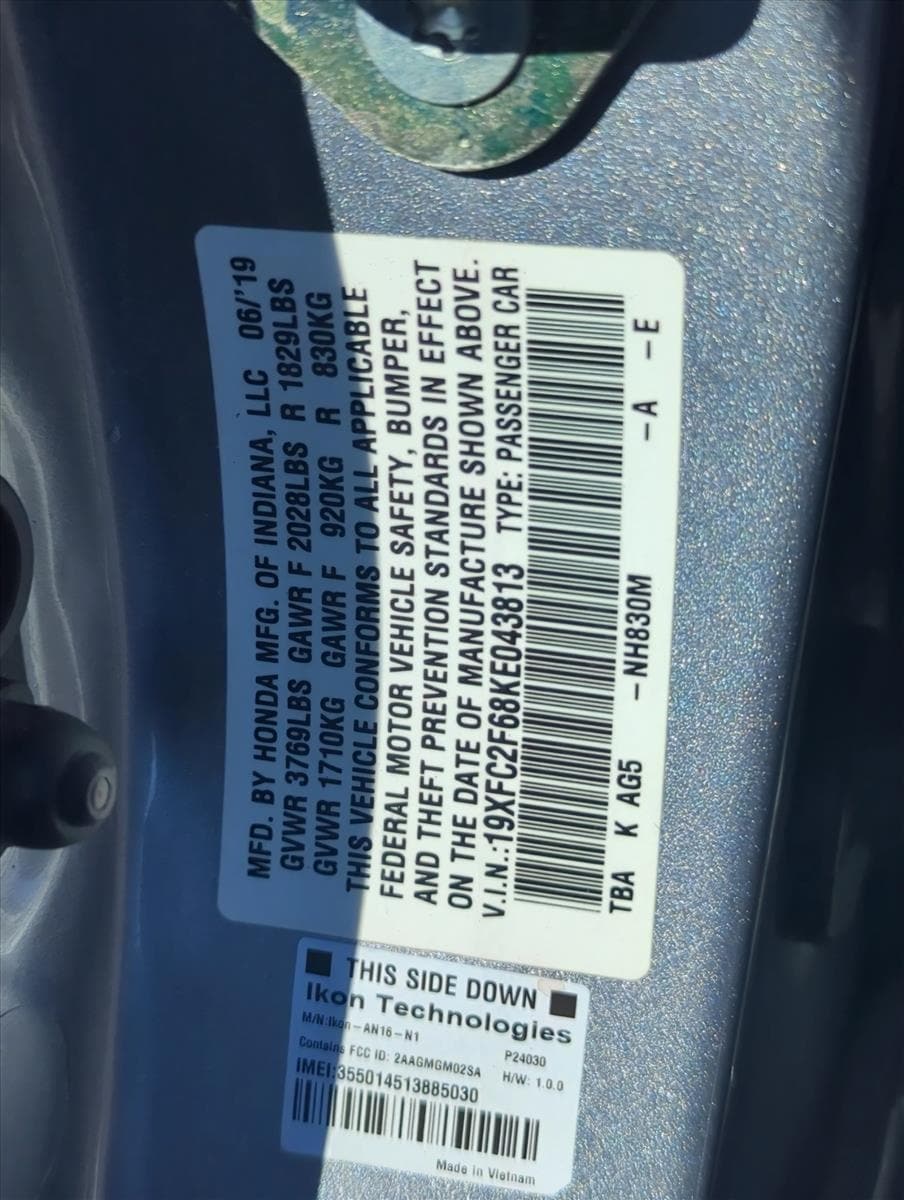 MFD. BY HONDA MFG. OF INDIANA, LLC 06/'19
GVWR 3769LBS GAWR F 2028LBS R 1829LBS
GVWR 1710KG GAWR F 920KG R 830KG
THIS VEHICLE CONFORMS TO ALL APPLICABLE
FEDERAL MOTOR VEHICLE SAFETY, BUMPER,
AND THEFT PREVENTION STANDARDS IN EFFECT
ON THE DATE OF MANUFACTURE SHOWN ABOVE.
V.I.N.:19XFC2F68KE043813 TYPE: PASSENGER CAR
TBA K AG5 -NH830M -A -E
THIS SIDE DOWN
Ikon Technologies
M/N:Ikon-AN16-N1 P24030
Contains FCC ID: 2AAGMGM02SA H/W: 1.0.0
IMEI:355014513885030
Made in Vietnam